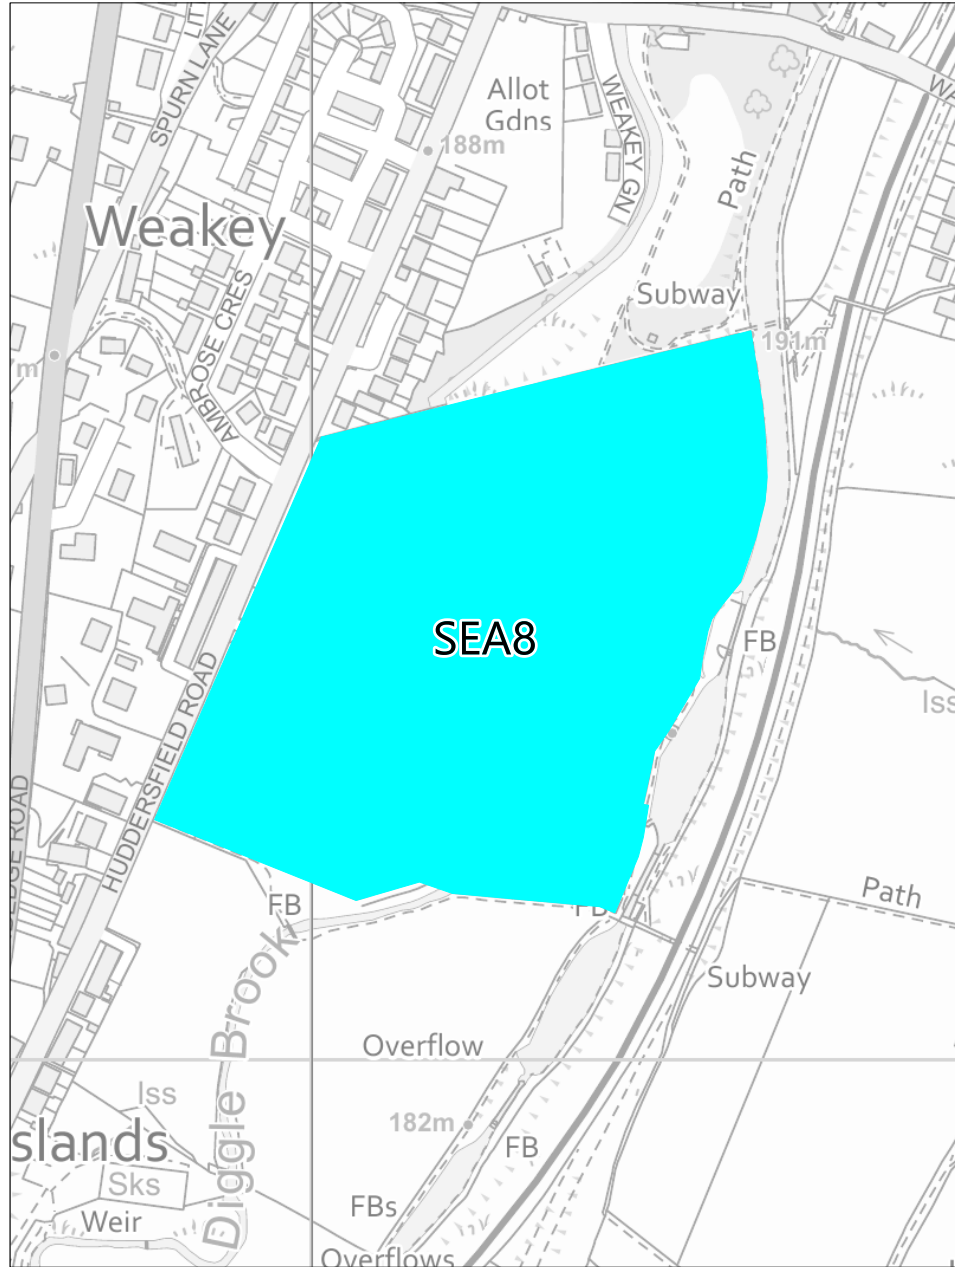 SPURN LANE
LIT
Allot
Gdns
188m
WEAKEY GN
Path
Weakey
AMBROSE CRES
Subway
191m
SEA8
FB
Iss
HUDDERSFIELD ROAD
FB
FB
Path
Diggle Brook
Subway
Overflow
Iss
182m
slands
FB
Sks
FBs
Weir
Overflows